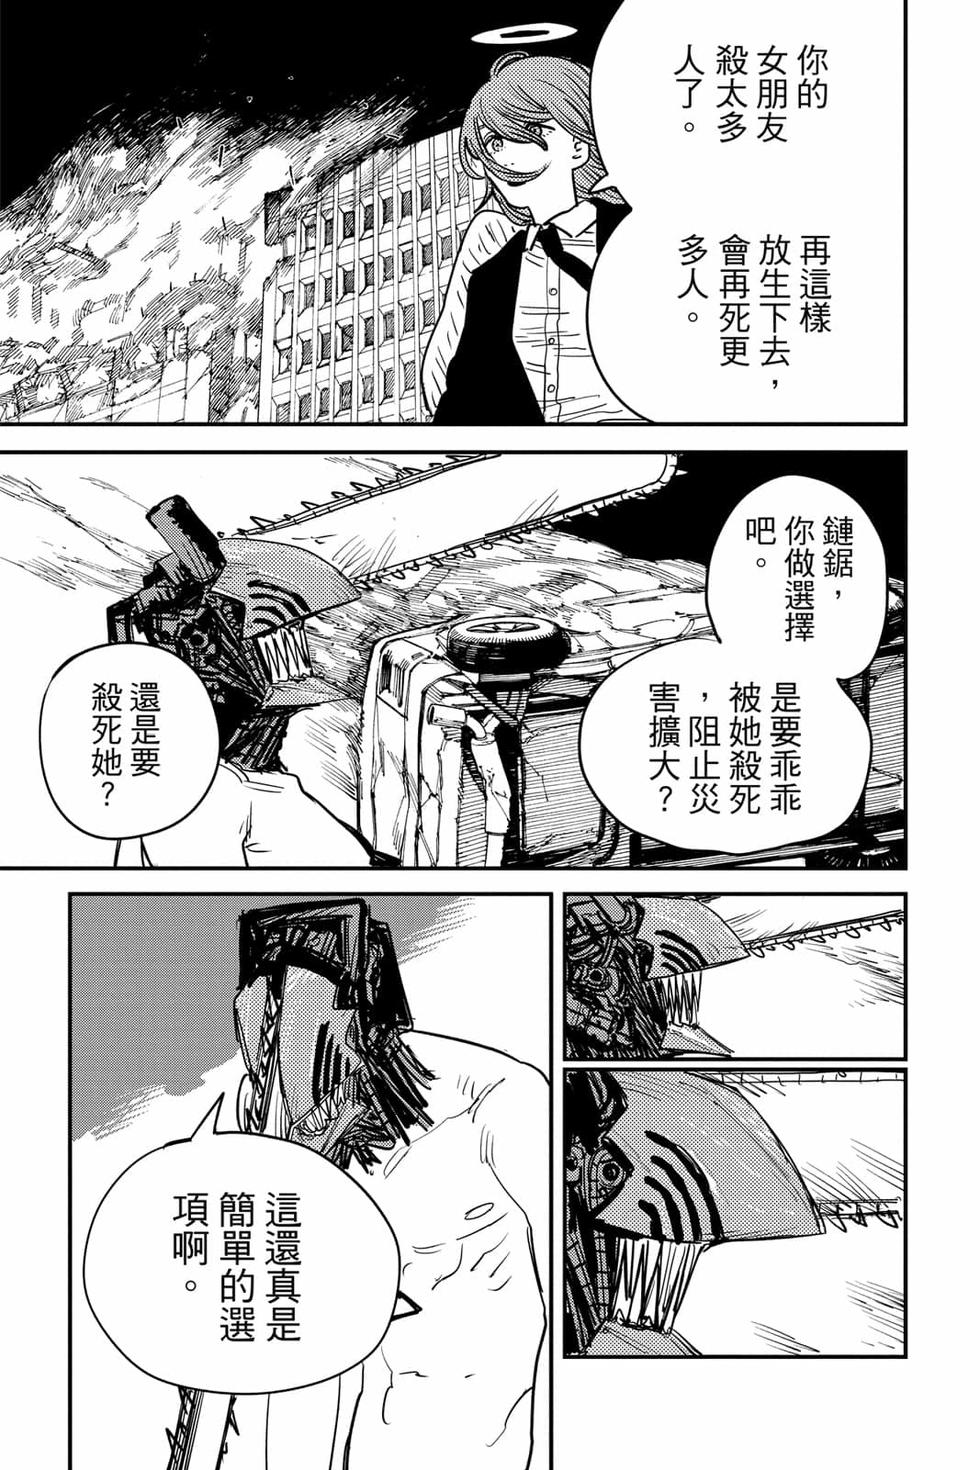 你的
女朋友
殺太多
人了。
再這樣
放生下去，
會再死更
多人。
鏈鋸，
你做選擇
吧。
是要乖乖
被她殺死
，阻止災
害擴大？
還是要
殺死她？
這還真是
簡單的選
項啊。